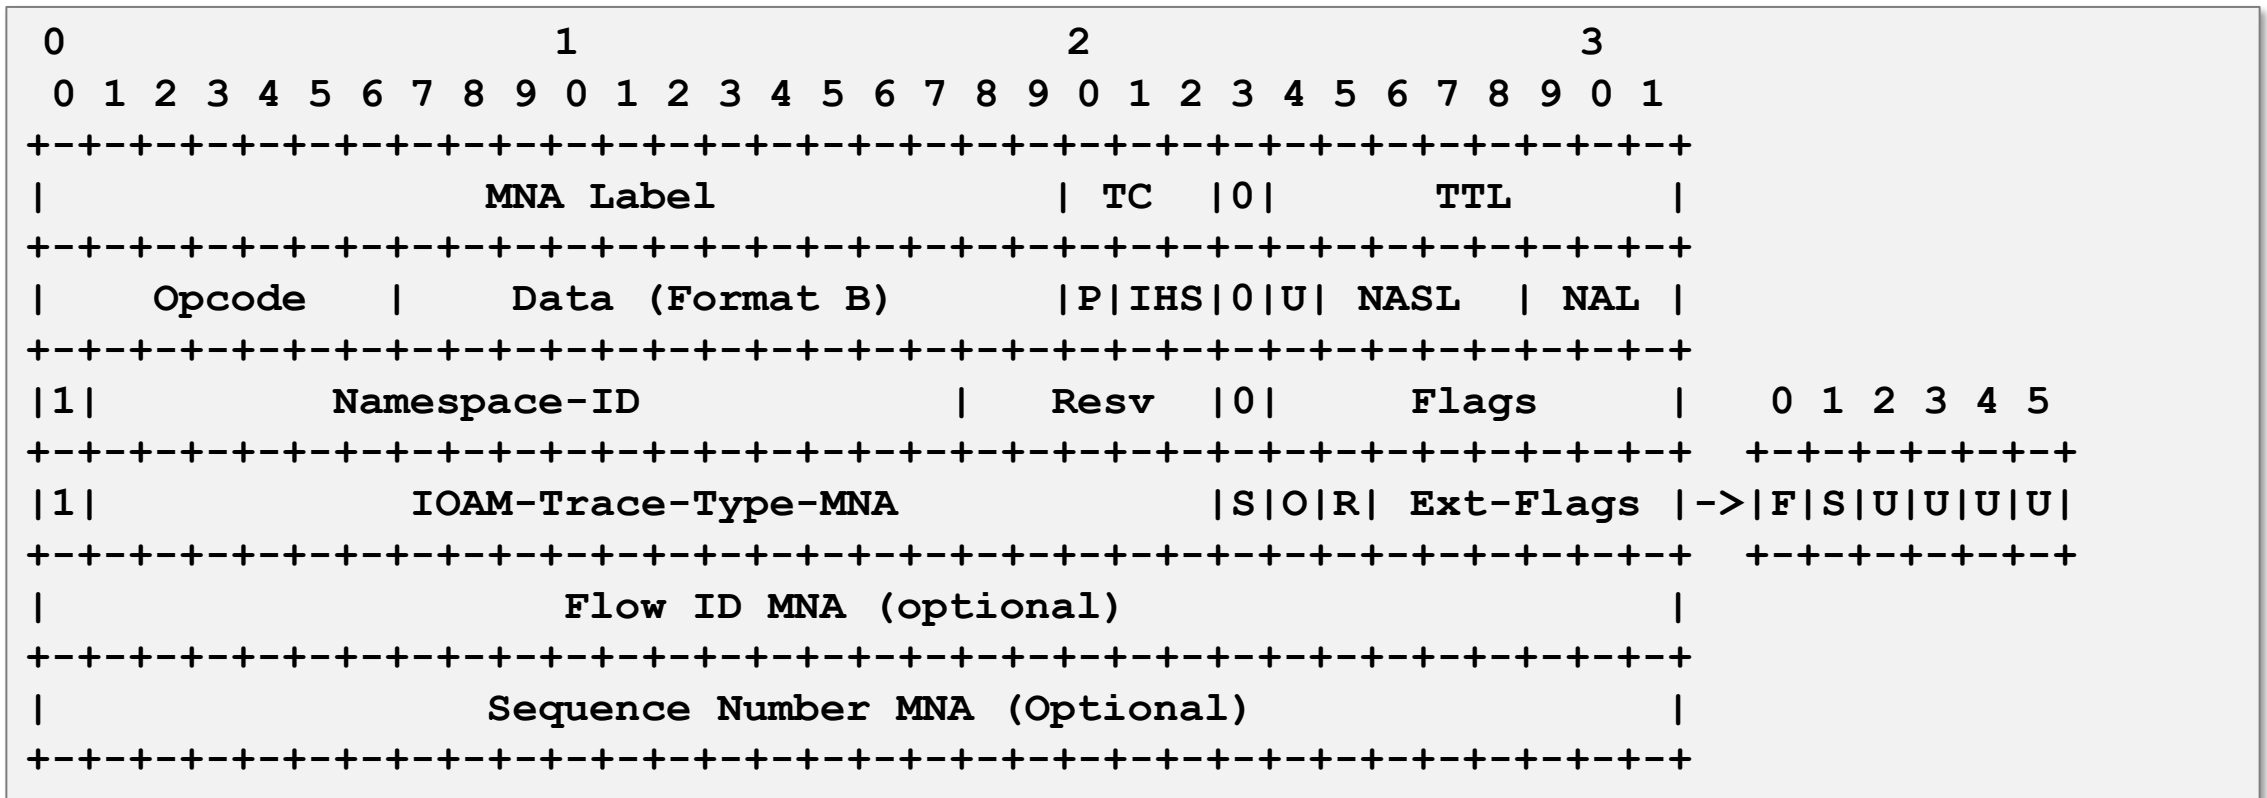 0                   1                   2                   3
 0 1 2 3 4 5 6 7 8 9 0 1 2 3 4 5 6 7 8 9 0 1 2 3 4 5 6 7 8 9 0 1
+-+-+-+-+-+-+-+-+-+-+-+-+-+-+-+-+-+-+-+-+-+-+-+-+-+-+-+-+-+-+-+-+
|                 MNA Label             | TC  |0|      TTL      |
+-+-+-+-+-+-+-+-+-+-+-+-+-+-+-+-+-+-+-+-+-+-+-+-+-+-+-+-+-+-+-+-+
|    Opcode   |    Data (Format B)      |P|IHS|0|U| NASL  | NAL |
+-+-+-+-+-+-+-+-+-+-+-+-+-+-+-+-+-+-+-+-+-+-+-+-+-+-+-+-+-+-+-+-+
|1|         Namespace-ID            |   Resv  |0|     Flags     |   0 1 2 3 4 5
+-+-+-+-+-+-+-+-+-+-+-+-+-+-+-+-+-+-+-+-+-+-+-+-+-+-+-+-+-+-+-+-+  +-+-+-+-+-+-+
|1|            IOAM-Trace-Type-MNA            |S|O|R| Ext-Flags |->|F|S|U|U|U|U|
+-+-+-+-+-+-+-+-+-+-+-+-+-+-+-+-+-+-+-+-+-+-+-+-+-+-+-+-+-+-+-+-+  +-+-+-+-+-+-+
|                    Flow ID MNA (optional)                     |
+-+-+-+-+-+-+-+-+-+-+-+-+-+-+-+-+-+-+-+-+-+-+-+-+-+-+-+-+-+-+-+-+
|                 Sequence Number MNA (Optional)                |
+-+-+-+-+-+-+-+-+-+-+-+-+-+-+-+-+-+-+-+-+-+-+-+-+-+-+-+-+-+-+-+-+